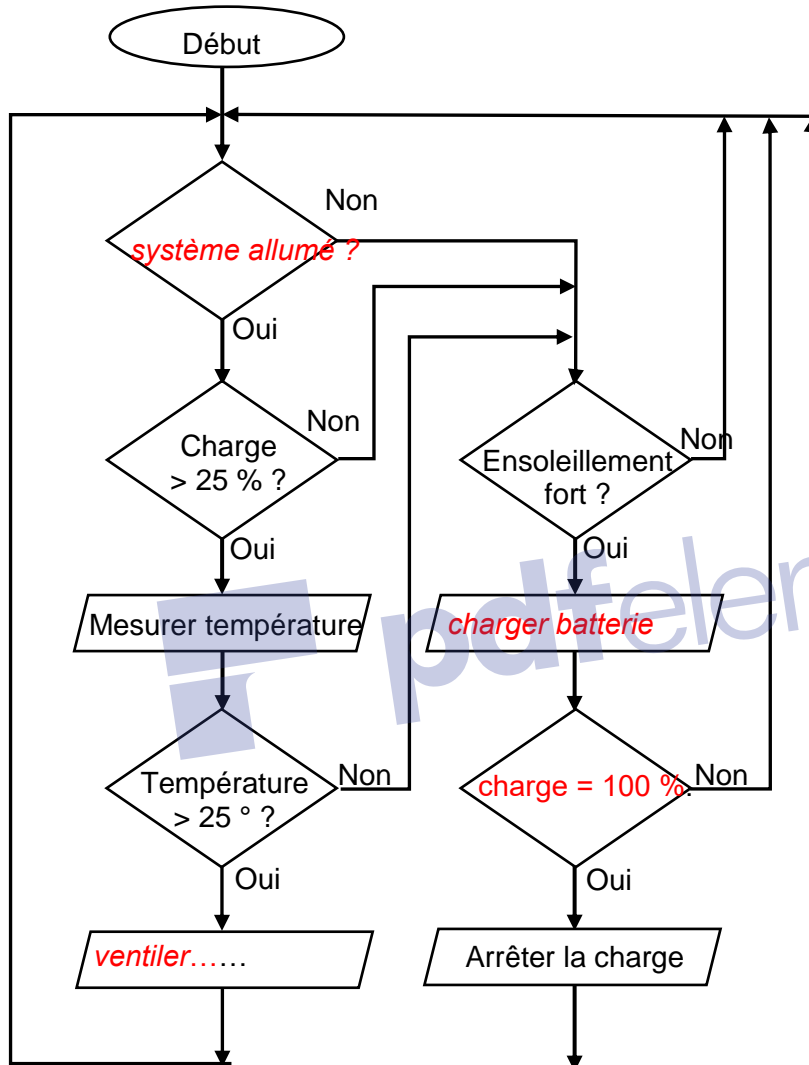 Début
Non
système allumé ?
Oui
Non
Charge
> 25 % ?
Non
Ensoleillement
fort ?
Oui
Oui
Mesurer température
charger batterie
Température
> 25 ° ?
Non
charge = 100 %.
Non
Oui
Oui
ventiler……
Arrêter la charge
pdfelem